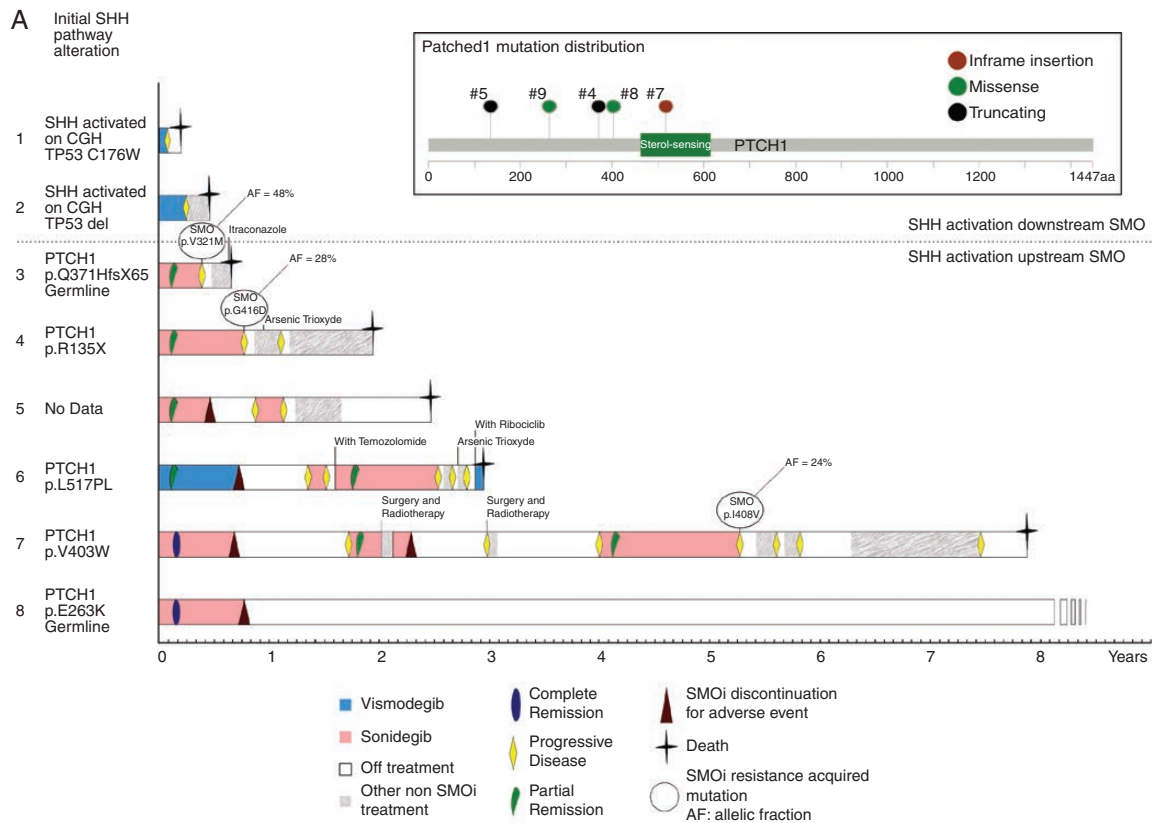 A
Initial SHH
pathway
alteration
Patched1 mutation distribution
Inframe insertion
Missense
Truncating
#5
#9
#4
#8
#7
Sterol-sensing
PTCH1
0
200
400
600
800
1000
1200
1447aa
1
SHH activated
on CGH
TP53 C176W
2
SHH activated
on CGH
TP53 del
AF = 48%
SHH activation downstream SMO
SHH activation upstream SMO
SMO
p.V321M
Itraconazole
3
PTCH1
p.Q371HfsX65
Germline
AF = 28%
SMO
p.G416D
Arsenic Trioxyde
4
PTCH1
p.R135X
5
No Data
With Ribociclib
With Temozolomide
Arsenic Trioxyde
6
PTCH1
p.L517PL
AF = 24%
Surgery and
Radiotherapy
Surgery and
Radiotherapy
SMO
p.I408V
7
PTCH1
p.V403W
8
PTCH1
p.E263K
Germline
0
1
2
3
4
5
6
7
8
Years
Vismodegib
Sonidegib
Off treatment
Other non SMOi
treatment
Complete
Remission
Progressive
Disease
Partial
Remission
SMOi discontinuation
for adverse event
Death
SMOi resistance acquired
mutation
AF: allelic fraction